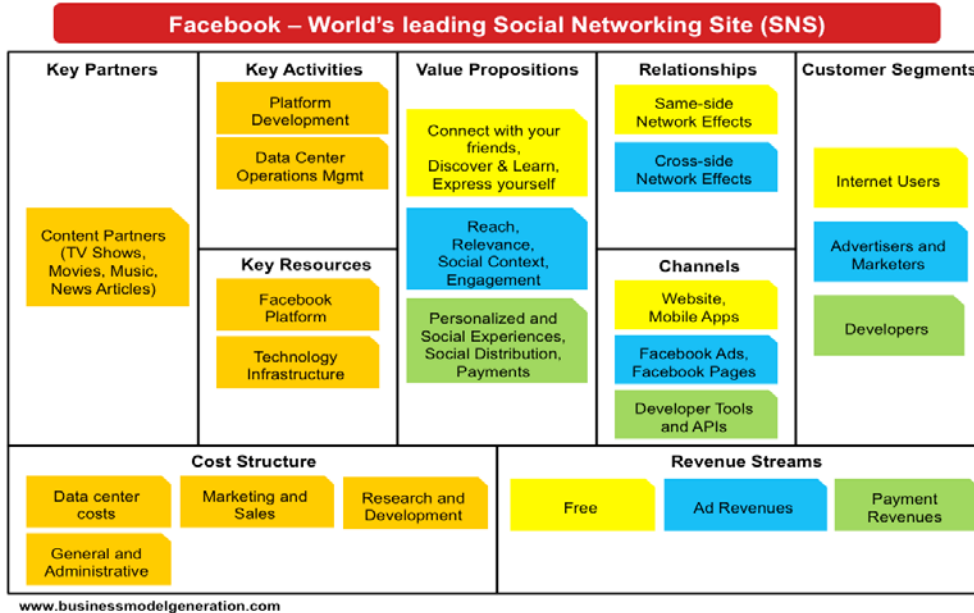 Facebook – World's leading Social Networking Site (SNS)
Key Partners
Content Partners
(TV Shows,
Movies, Music,
News Articles)
Key Activities
Platform
Development
Data Center
Operations Mgmt
Key Resources
Facebook
Platform
Technology
Infrastructure
Value Propositions
Connect with your
friends,
Discover & Learn,
Express yourself
Reach,
Relevance,
Social Context,
Engagement
Personalized and
Social Experiences,
Social Distribution,
Payments
Relationships
Same-side
Network Effects
Cross-side
Network Effects
Channels
Website,
Mobile Apps
Facebook Ads,
Facebook Pages
Developer Tools
and APIs
Customer Segments
Internet Users
Advertisers and
Marketers
Developers
Cost Structure
Data center
costs
Marketing and
Sales
Research and
Development
General and
Administrative
Revenue Streams
Free
Ad Revenues
Payment
Revenues
www.businessmodelgeneration.com